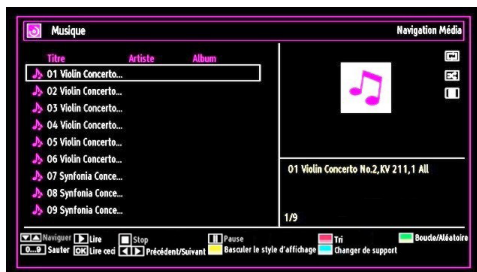 Musique Navigation Média
Titre Artiste Album
01 Violin Concerto...
02 Violin Concerto...
03 Violin Concerto...
04 Violin Concerto...
05 Violin Concerto...
06 Violin Concerto...
07 Synfonia Conce...
08 Synfonia Conce...
09 Synfonia Conce...
01 Violin Concerto No.2,KV 211,1 All
1/9
Naviguer Lire Stop Pause Tri Boucle/Aléatoire
0...9 Sauter OK Lire ceci Précédent/Suivant Basculer le style d'affichage Changer de support